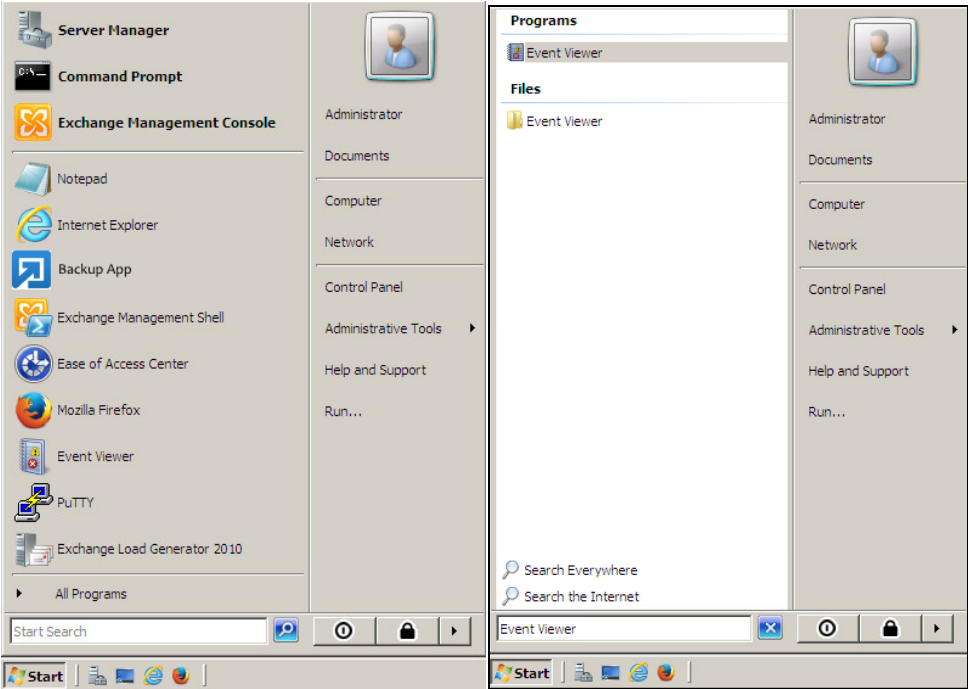 Server Manager
C:\
Command Prompt
Exchange Management Console
Notepad
Internet Explorer
Backup App
Exchange Management Shell
Ease of Access Center
Mozilla Firefox
Event Viewer
PuTTY
Exchange Load Generator 2010
All Programs
Start Search
Administrator
Documents
Computer
Network
Control Panel
Administrative Tools
Help and Support
Run...
Start
Programs
Event Viewer
Files
Event Viewer
Search Everywhere
Search the Internet
Event Viewer
Administrator
Documents
Computer
Network
Control Panel
Administrative Tools
Help and Support
Run...
Start